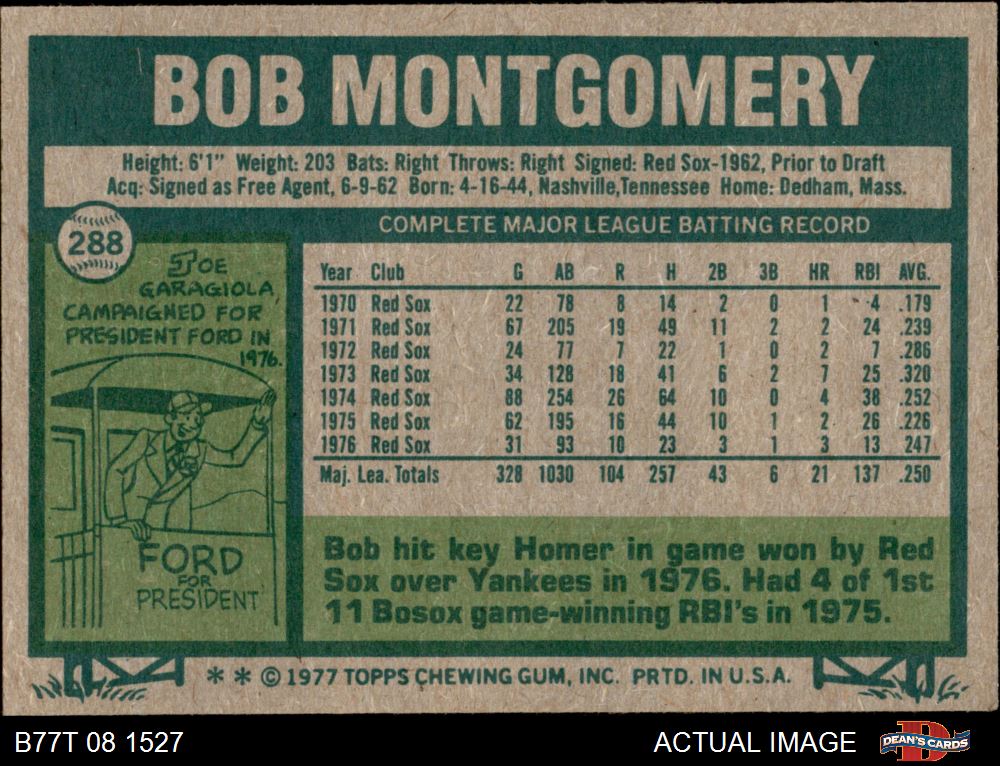 BOB MONTGOMERY
Height: 6'1" Weight: 203 Bats: Right Throws: Right Signed: Red Sox-1962, Prior to Draft
Acq: Signed as Free Agent, 6-9-62 Born: 4-16-44, Nashville,Tennessee Home: Dedham, Mass.
288
JOE
GARAGIOLA
CAMPAIGNED FOR
PRESIDENT FORD IN
1976.
FORD
FOR
PRESIDENT
COMPLETE MAJOR LEAGUE BATTING RECORD
Year Club G AB R H 2B 3B HR RBI AVG.
1970 Red Sox 22 78 8 14 2 0 1 4 .179
1971 Red Sox 67 205 19 49 11 2 2 24 .239
1972 Red Sox 24 77 7 22 1 0 2 7 .286
1973 Red Sox 34 128 18 41 6 2 7 25 .320
1974 Red Sox 88 254 26 64 10 0 4 38 .252
1975 Red Sox 62 195 16 44 10 1 2 26 .226
1976 Red Sox 31 93 10 23 3 1 3 13 .247
Maj. Lea. Totals 328 1030 104 257 43 6 21 137 .250
Bob hit key Homer in game won by Red
Sox over Yankees in 1976. Had 4 of 1st
11 Bosox game-winning RBI's in 1975.
* * © 1977 TOPPS CHEWING GUM, INC. PRTD. IN U.S.A.
B77T 08 1527
ACTUAL IMAGE
DEAN'S CARDS